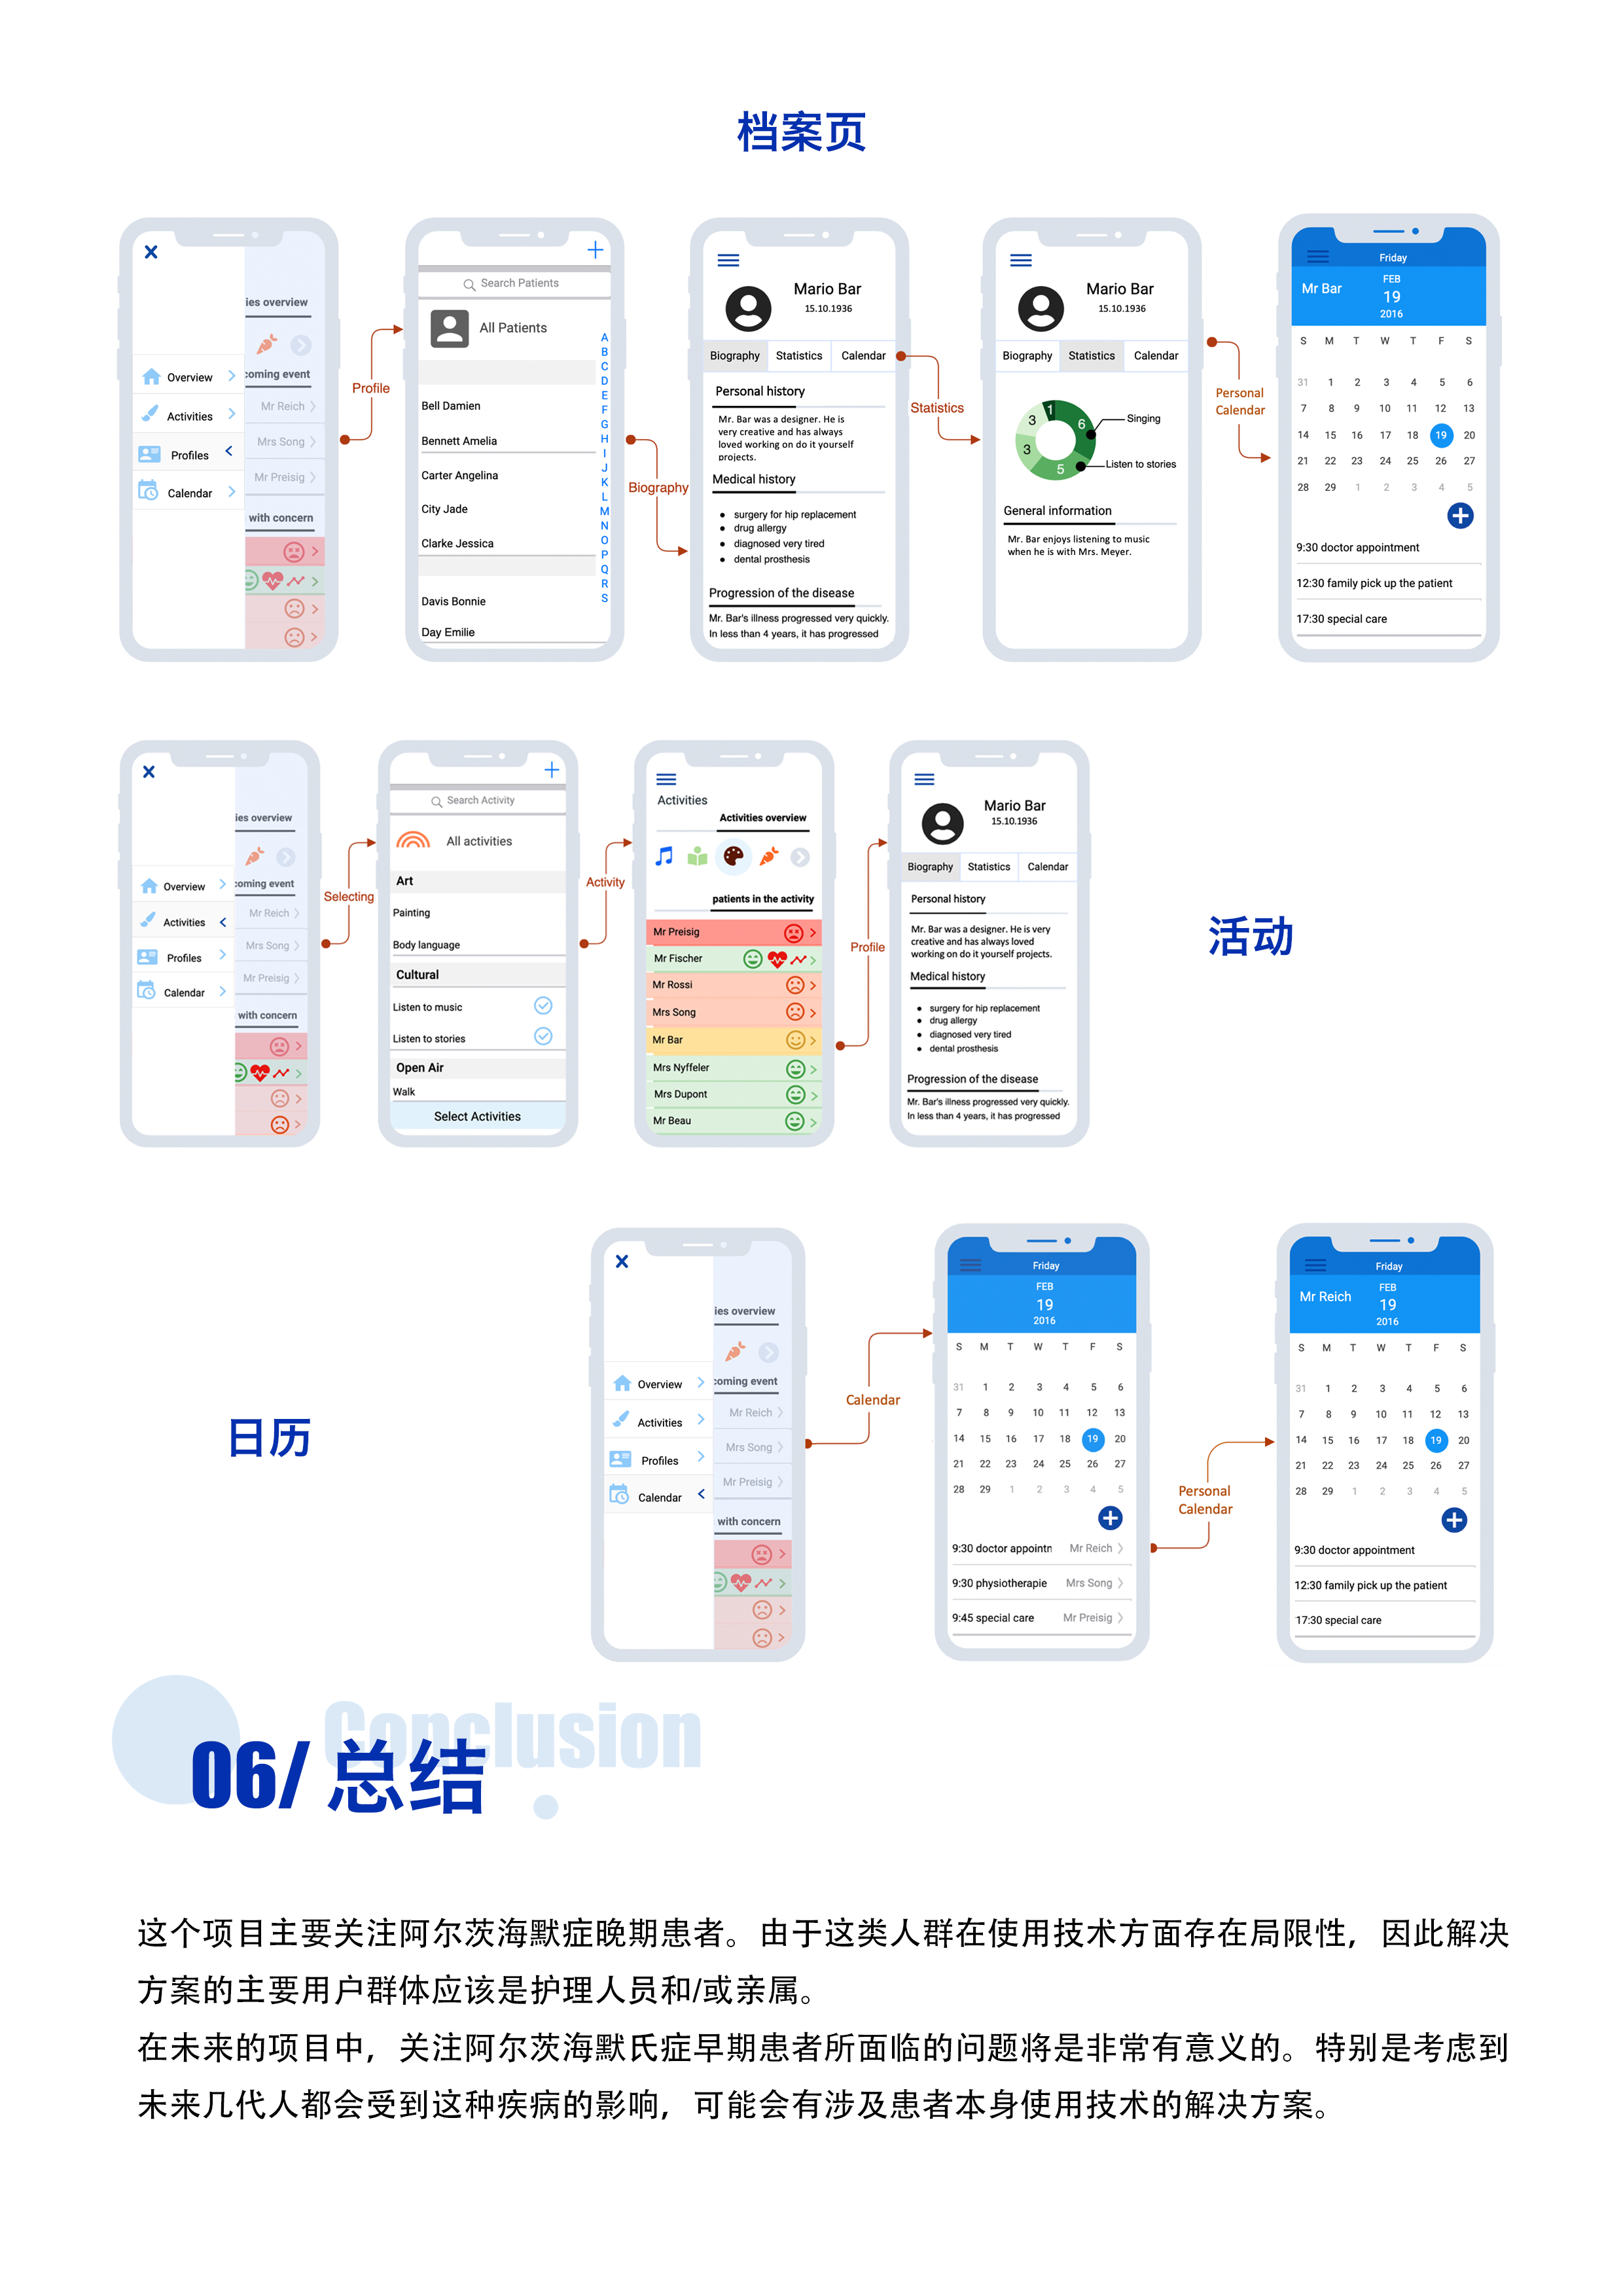 档案页
ies overview
Overview
coming event
Activities
Mr Reich
Profiles
Mrs Song
Calendar
Mr Preisig
with concern
Profile
Search Patients
All Patients
Bell Damien
Bennett Amelia
Carter Angelina
City Jade
Clarke Jessica
Davis Bonnie
Day Emilie
A
B
C
D
E
F
G
H
I
J
K
L
M
N
O
P
Q
R
S
Biography
Mario Bar
15.10.1936
Biography Statistics Calendar
Personal history
Mr. Bar was a designer. He is
very creative and has always
loved working on do it yourself
projects.
Medical history
surgery for hip replacement
drug allergy
diagnosed very tired
dental prosthesis
Progression of the disease
Mr. Bar's illness progressed very quickly.
In less than 4 years, it has progressed
Statistics
Mario Bar
15.10.1936
Biography Statistics Calendar
1
3
6
3
5
Singing
Listen to stories
General information
Mr. Bar enjoys listening to music
when he is with Mrs. Meyer.
Personal
Calendar
Friday
Mr Bar
FEB
19
2016
S M T W T F S
31 1 2 3 4 5 6
7 8 9 10 11 12 13
14 15 16 17 18 19 20
21 22 23 24 25 26 27
28 29 1 2 3 4 5
9:30 doctor appointment
12:30 family pick up the patient
17:30 special care
ies overview
Overview
coming event
Activities
Mr Reich
Profiles
Mrs Song
Calendar
Mr Preisig
with concern
Selecting
Search Activity
All activities
Art
Painting
Body language
Cultural
Listen to music
Listen to stories
Open Air
Walk
Select Activities
Activity
Activities
Activities overview
patients in the activity
Mr Preisig
Mr Fischer
Mr Rossi
Mrs Song
Mr Bar
Mrs Nyffeler
Mrs Dupont
Mr Beau
Profile
Mario Bar
15.10.1936
Biography Statistics Calendar
Personal history
Mr. Bar was a designer. He is very
creative and has always loved
working on do it yourself projects.
Medical history
surgery for hip replacement
drug allergy
diagnosed very tired
dental prosthesis
Progression of the disease
Mr. Bar's illness progressed very quickly.
In less than 4 years, it has progressed
活动
日历
ies overview
Overview
coming event
Activities
Mr Reich
Profiles
Mrs Song
Calendar
Mr Preisig
with concern
Calendar
Friday
FEB
19
2016
S M T W T F S
31 1 2 3 4 5 6
7 8 9 10 11 12 13
14 15 16 17 18 19 20
21 22 23 24 25 26 27
28 29 1 2 3 4 5
9:30 doctor appointn Mr Reich
9:30 physiotherapie Mrs Song
9:45 special care Mr Preisig
Personal
Calendar
Friday
Mr Reich
FEB
19
2016
S M T W T F S
31 1 2 3 4 5 6
7 8 9 10 11 12 13
14 15 16 17 18 19 20
21 22 23 24 25 26 27
28 29 1 2 3 4 5
9:30 doctor appointment
12:30 family pick up the patient
17:30 special care
Conclusion
06/ 总结
这个项目主要关注阿尔茨海默症晚期患者。由于这类人群在使用技术方面存在局限性，因此解决
方案的主要用户群体应该是护理人员和/或亲属。
在未来的项目中，关注阿尔茨海默氏症早期患者所面临的问题将是非常有意义的。特别是考虑到
未来几代人都会受到这种疾病的影响，可能会有涉及患者本身使用技术的解决方案。